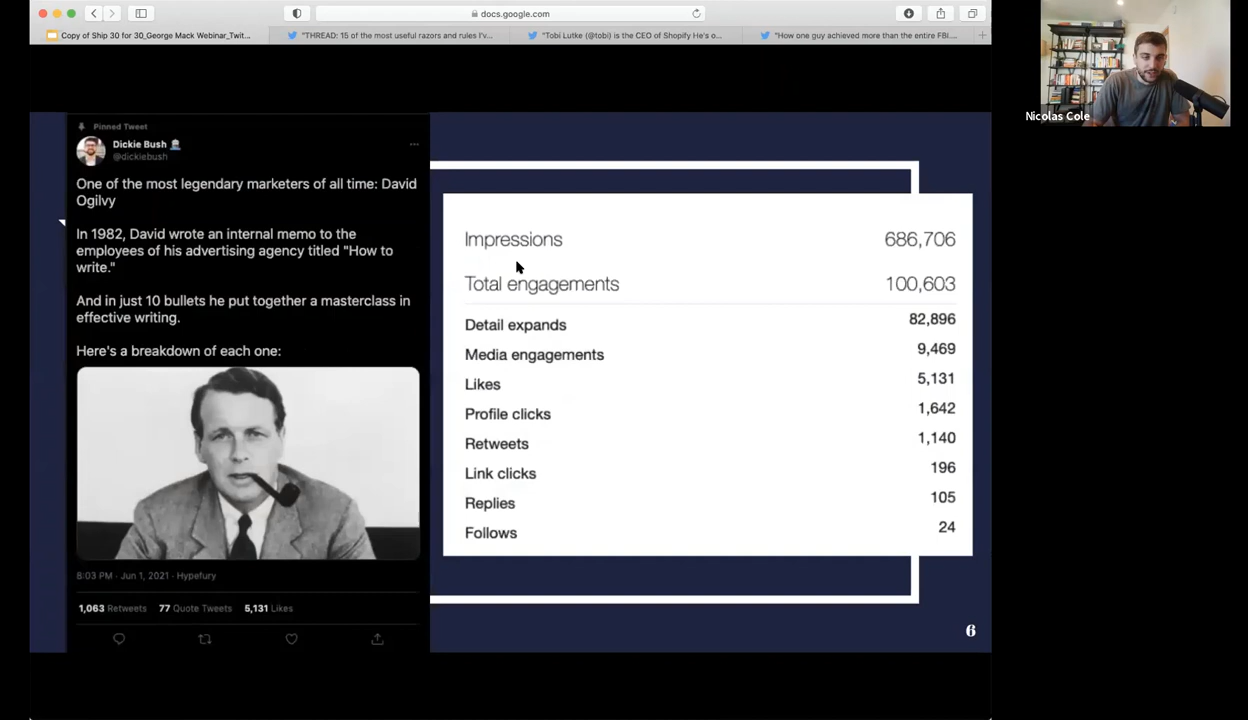 docs.google.com
Copy of Ship 30 for 30_George Mack Webinar_Twit...
"THREAD: 15 of the most useful razors and rules I'v...
"Tobi Lutke (@tobi) is the CEO of Shopify He's o...
"How one guy achieved more than the entire FBI....
Nicolas Cole
Pinned Tweet
Dickie Bush
@dickiebush
One of the most legendary marketers of all time: David
Ogilvy
In 1982, David wrote an internal memo to the
employees of his advertising agency titled "How to
write."
And in just 10 bullets he put together a masterclass in
effective writing.
Here's a breakdown of each one:
8:03 PM · Jun 1, 2021 · Hypefury
1,063 Retweets 77 Quote Tweets 5,131 Likes
Impressions 686,706
Total engagements 100,603
Detail expands 82,896
Media engagements 9,469
Likes 5,131
Profile clicks 1,642
Retweets 1,140
Link clicks 196
Replies 105
Follows 24
6